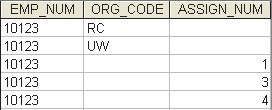 EMP_NUM ORG_CODE ASSIGN_NUM
10123 RC
10123 UW
10123 1
10123 3
10123 4